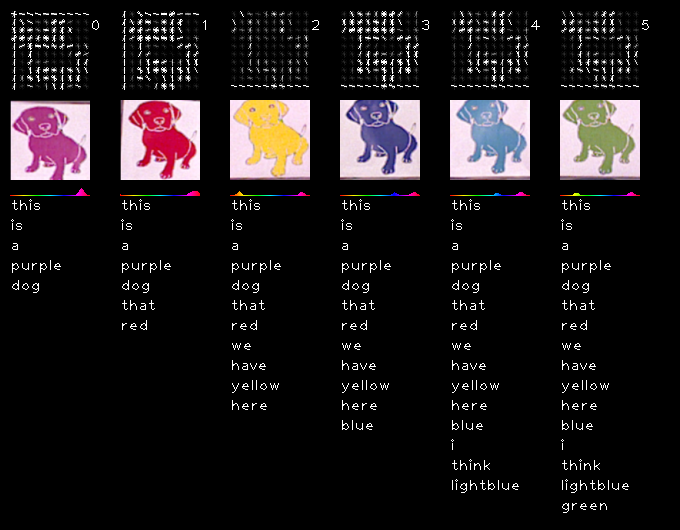 0
this
is
a
purple
dog
1
this
is
a
purple
dog
that
red
2
this
is
a
purple
dog
that
red
we
have
yellow
here
3
this
is
a
purple
dog
that
red
we
have
yellow
here
blue
4
this
is
a
purple
dog
that
red
we
have
yellow
here
blue
i
think
lightblue
5
this
is
a
purple
dog
that
red
we
have
yellow
here
blue
i
think
lightblue
green